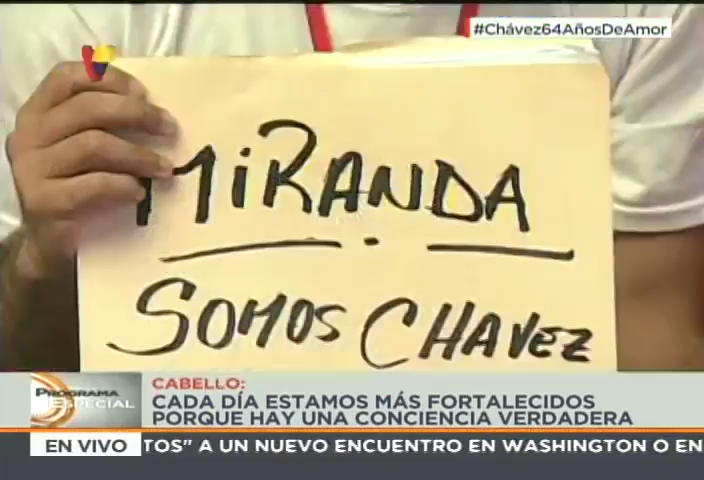 #Chávez64AñosDeAmor
MIRANDA
SOMOS CHAVEZ
PROGRAMA
ESPECIAL
CABELLO:
CADA DÍA ESTAMOS MÁS FORTALECIDOS
PORQUE HAY UNA CONCIENCIA VERDADERA
EN VIVO
TOS" A UN NUEVO ENCUENTRO EN WASHINGTON O EN